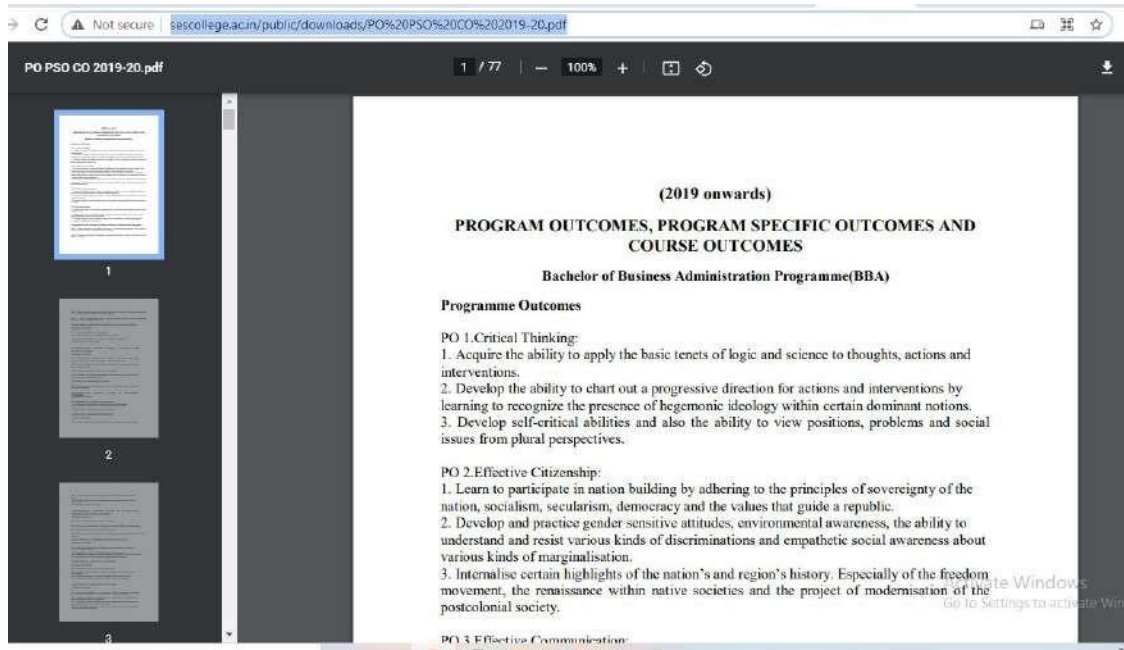 Not secure | sescollege.ac.in/public/downloads/PO%20PSO%20CO%202019-20.pdf
PO PSO CO 2019-20.pdf
1 / 77 | — 100% +
1
2
3
(2019 onwards)
PROGRAM OUTCOMES, PROGRAM SPECIFIC OUTCOMES AND
COURSE OUTCOMES
Bachelor of Business Administration Programme(BBA)
Programme Outcomes
PO 1.Critical Thinking:
1. Acquire the ability to apply the basic tenets of logic and science to thoughts, actions and
interventions.
2. Develop the ability to chart out a progressive direction for actions and interventions by
learning to recognize the presence of hegemonic ideology within certain dominant notions.
3. Develop self-critical abilities and also the ability to view positions, problems and social
issues from plural perspectives.
PO 2.Effective Citizenship:
1. Learn to participate in nation building by adhering to the principles of sovereignty of the
nation, socialism, secularism, democracy and the values that guide a republic.
2. Develop and practice gender sensitive attitudes, environmental awareness, the ability to
understand and resist various kinds of discriminations and empathetic social awareness about
various kinds of marginalisation.
3. Internalise certain highlights of the nation's and region's history. Especially of the freedom
movement, the renaissance within native societies and the project of modernisation of the
postcolonial society.
PO 3.Effective Communication:
Activate Windows
Go to Settings to activate Win